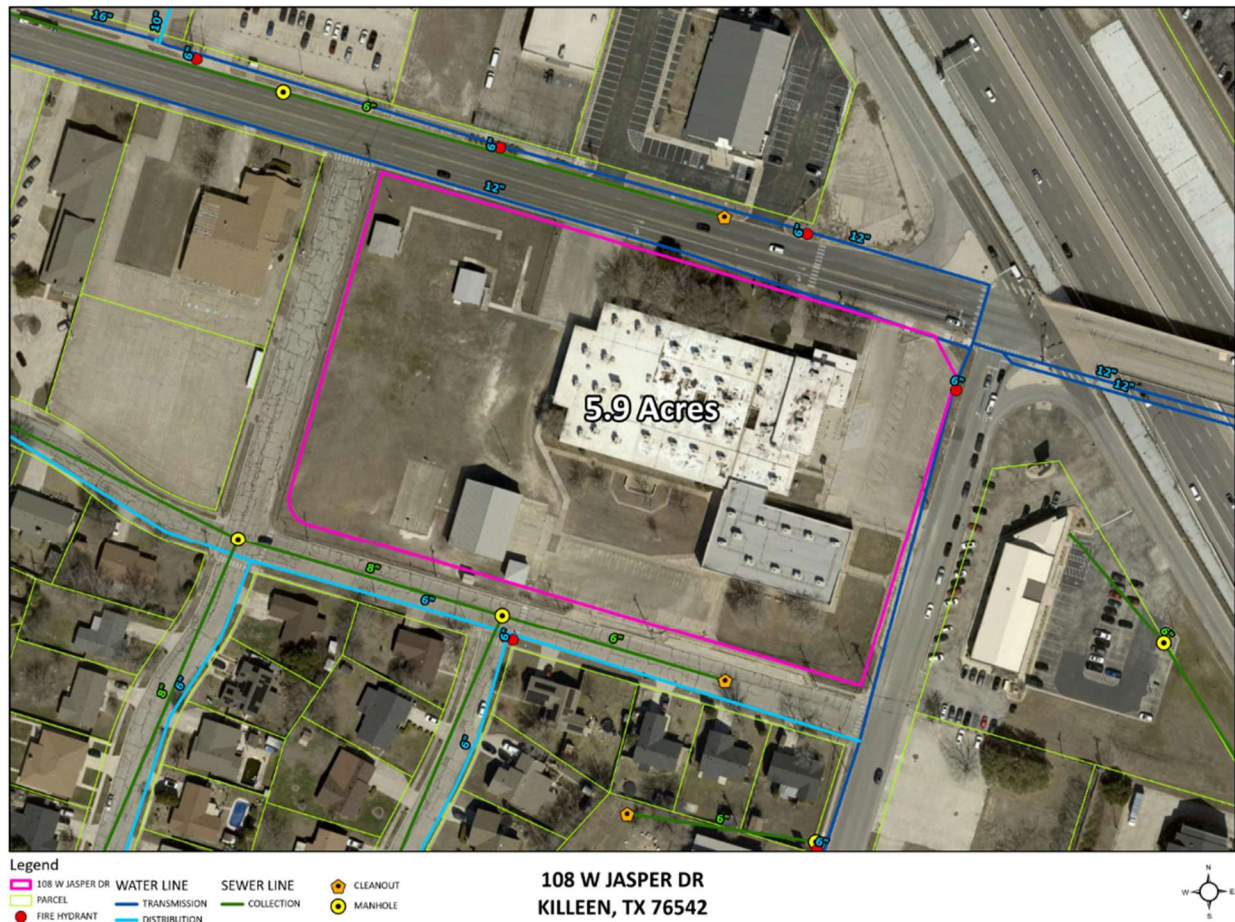 16"
10"
6"
6"
6"
12"
6"
12"
12"
12"
6"
5.9 Acres
8"
6"
6"
6"
6"
8"
6"
6"
6"
6"
Legend
108 W JASPER DR
PARCEL
FIRE HYDRANT
WATER LINE
TRANSMISSION
DISTRIBUTION
SEWER LINE
COLLECTION
CLEANOUT
MANHOLE
108 W JASPER DR
KILLEEN, TX 76542
N
W E
S